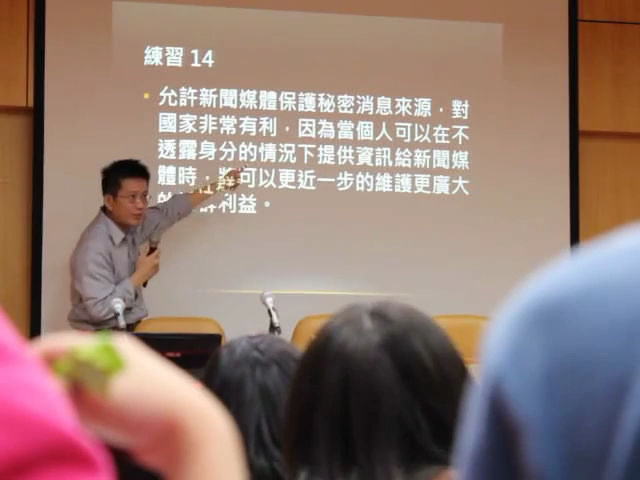 練習 14
允許新聞媒體保護秘密消息來源，對
國家非常有利，因為當個人可以在不
透露身分的情況下提供資訊給新聞媒
體時，將可以更近一步的維護更廣大
的 利益。